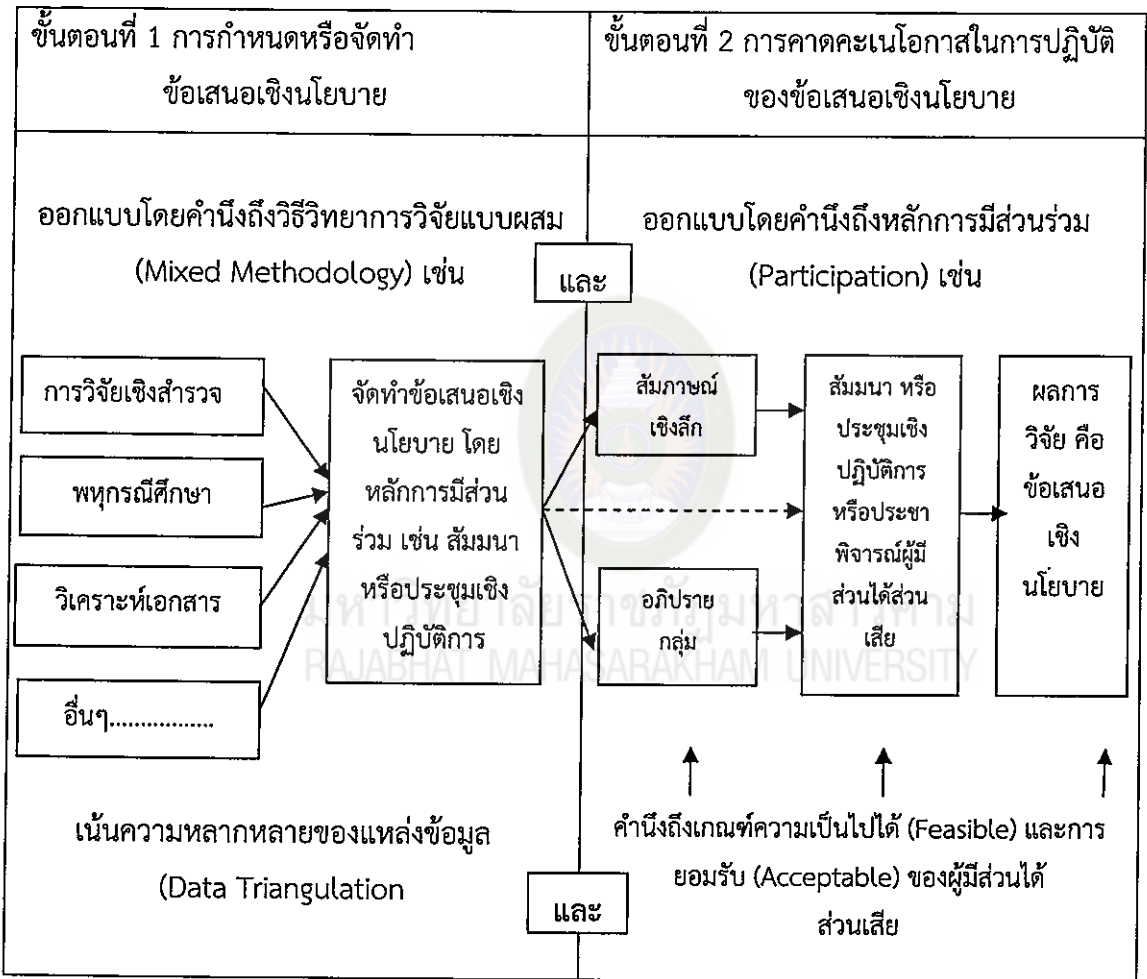 ขั้นตอนที่ 1 การกำหนดหรือจัดทำ
ข้อเสนอเชิงนโยบาย
ขั้นตอนที่ 2 การคาดคะเนโอกาสในการปฏิบัติ
ของข้อเสนอเชิงนโยบาย
ออกแบบโดยคำนึงถึงวิธีวิทยาการวิจัยแบบผสม
(Mixed Methodology) เช่น
และ
ออกแบบโดยคำนึงถึงหลักการมีส่วนร่วม
(Participation) เช่น
การวิจัยเชิงสำรวจ
พหุกรณีศึกษา
วิเคราะห์เอกสาร
อื่นๆ.................
จัดทำข้อเสนอเชิง
นโยบาย โดย
หลักการมีส่วน
ร่วม เช่น สัมมนา
หรือประชุมเชิง
ปฏิบัติการ
สัมภาษณ์
เชิงลึก
อภิปราย
กลุ่ม
สัมมนา หรือ
ประชุมเชิง
ปฏิบัติการ
หรือประชา
พิจารณ์ผู้มี
ส่วนได้ส่วน
เสีย
ผลการ
วิจัย คือ
ข้อเสนอ
เชิง
นโยบาย
มหาวิทยาลัยราชภัฏมหาสารคาม
RAJABHAT MAHASARAKHAM UNIVERSITY
เน้นความหลากหลายของแหล่งข้อมูล
(Data Triangulation
และ
คำนึงถึงเกณฑ์ความเป็นไปได้ (Feasible) และการ
ยอมรับ (Acceptable) ของผู้มีส่วนได้
ส่วนเสีย